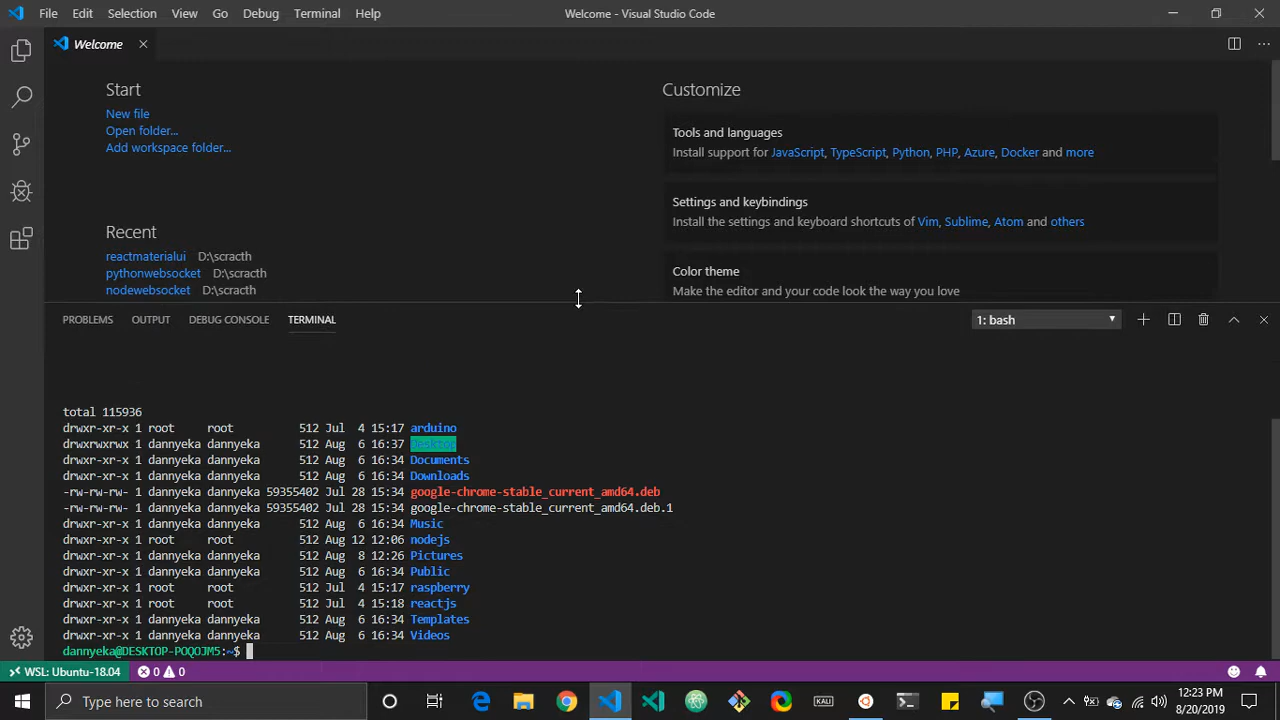 File Edit Selection View Go Debug Terminal Help Welcome - Visual Studio Code
Welcome
Start
New file
Open folder...
Add workspace folder...
Recent
reactmaterialui D:\scracth
pythonwebsocket D:\scracth
nodewebsocket D:\scracth
Customize
Tools and languages
Install support for JavaScript, TypeScript, Python, PHP, Azure, Docker and more
Settings and keybindings
Install the settings and keyboard shortcuts of Vim, Sublime, Atom and others
Color theme
Make the editor and your code look the way you love
PROBLEMS OUTPUT DEBUG CONSOLE TERMINAL 1: bash
total 115936
drwxr-xr-x 1 root root 512 Jul 4 15:17 arduino
drwxrwxrwx 1 dannyeka dannyeka 512 Aug 6 16:37 Desktop
drwxr-xr-x 1 dannyeka dannyeka 512 Aug 6 16:34 Documents
drwxr-xr-x 1 dannyeka dannyeka 512 Aug 6 16:34 Downloads
-rw-rw-rw- 1 dannyeka dannyeka 59355402 Jul 28 15:34 google-chrome-stable_current_amd64.deb
-rw-rw-rw- 1 dannyeka dannyeka 59355402 Jul 28 15:34 google-chrome-stable_current_amd64.deb.1
drwxr-xr-x 1 dannyeka dannyeka 512 Aug 6 16:34 Music
drwxr-xr-x 1 root root 512 Aug 12 12:06 nodejs
drwxr-xr-x 1 dannyeka dannyeka 512 Aug 8 12:26 Pictures
drwxr-xr-x 1 dannyeka dannyeka 512 Aug 6 16:34 Public
drwxr-xr-x 1 root root 512 Jul 4 15:17 raspberry
drwxr-xr-x 1 root root 512 Jul 4 15:18 reactjs
drwxr-xr-x 1 dannyeka dannyeka 512 Aug 6 16:34 Templates
drwxr-xr-x 1 dannyeka dannyeka 512 Aug 6 16:34 Videos
dannyeka@DESKTOP-POQOJM5:~$
WSL: Ubuntu-18.04 0 0
Type here to search
KALI
12:23 PM
8/20/2019